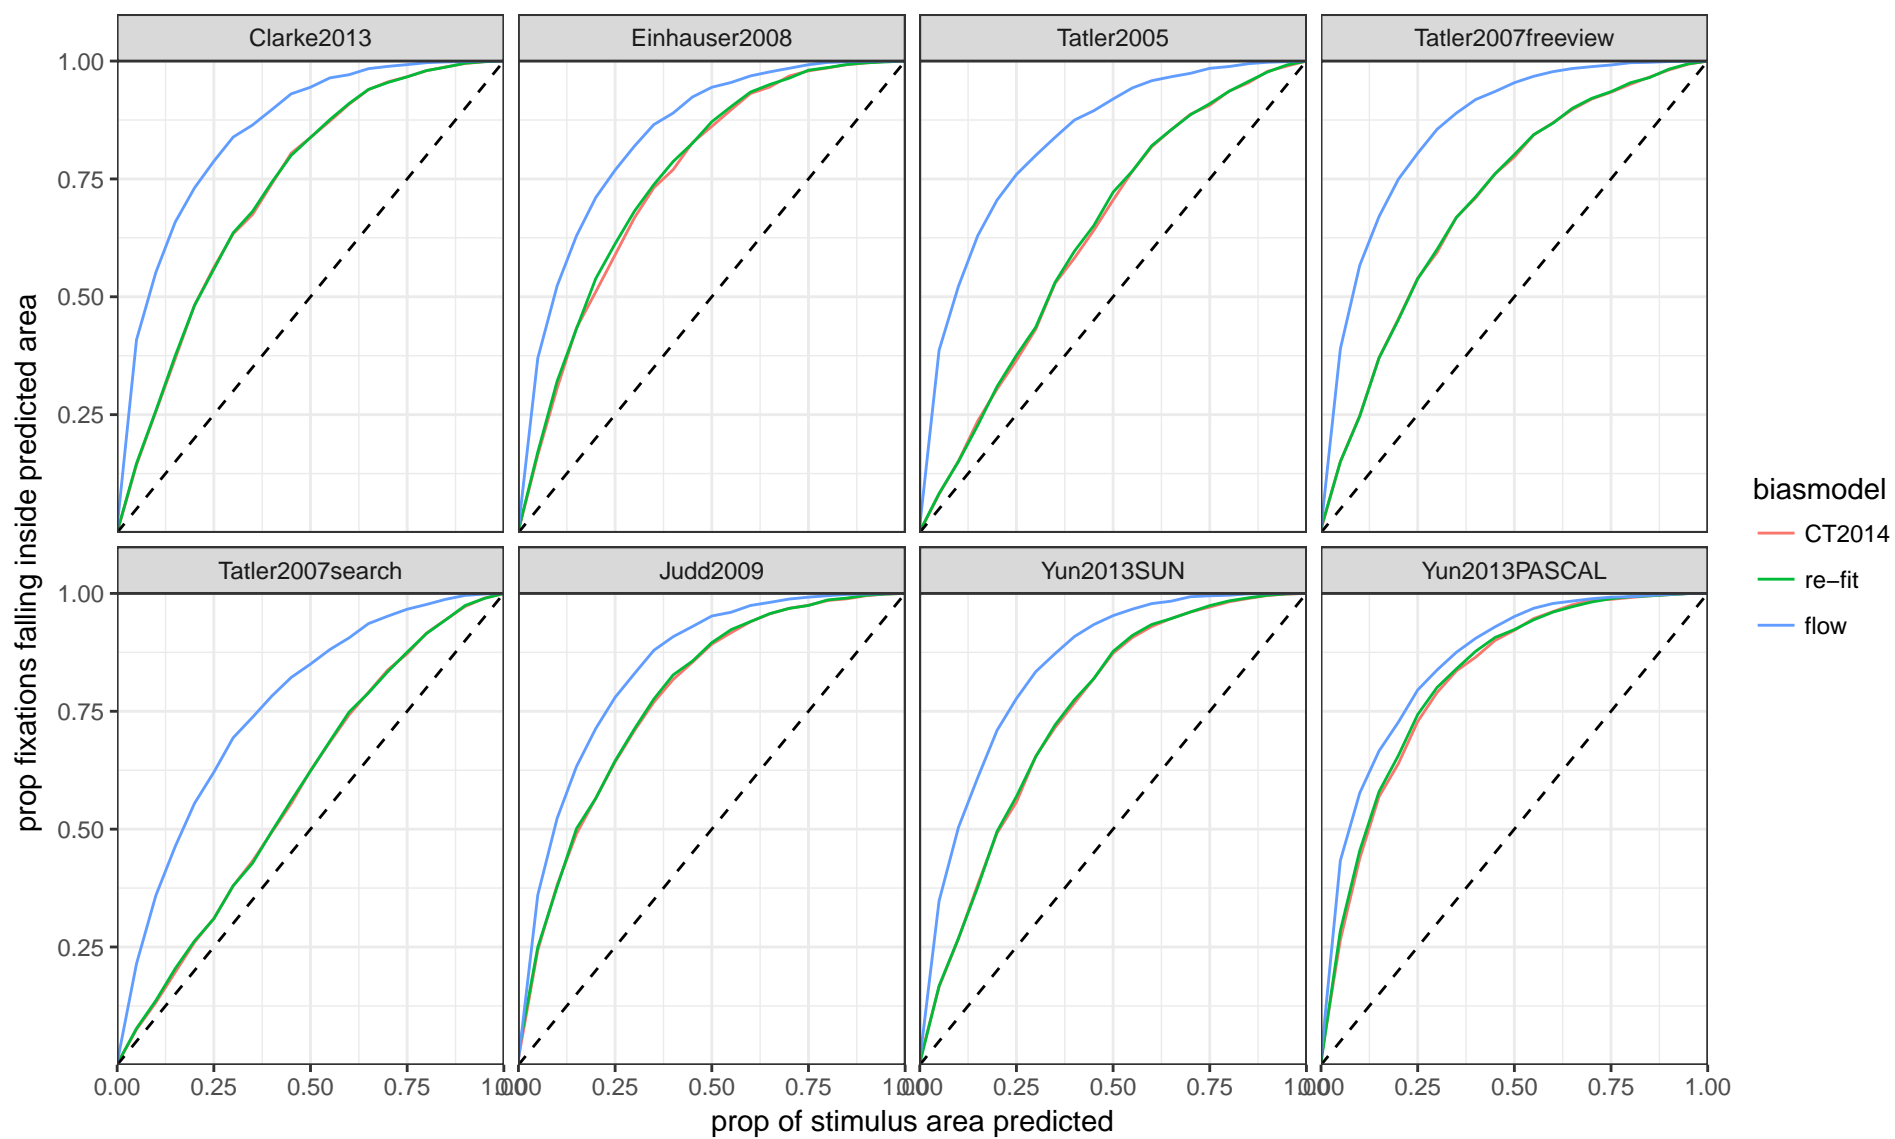 Clarke2013 Einhauser2008 Tatler2005 Tatler2007freeview
1.00
0.75
0.50
0.25
prop fixations falling inside predicted area
Tatler2007search Judd2009 Yun2013SUN Yun2013PASCAL
1.00
0.75
0.50
0.25
0.00 0.25 0.50 0.75 1.00 0.00 0.25 0.50 0.75 1.00 0.00 0.25 0.50 0.75 1.00 0.00 0.25 0.50 0.75 1.00
prop of stimulus area predicted
biasmodel
CT2014
re−fit
flow